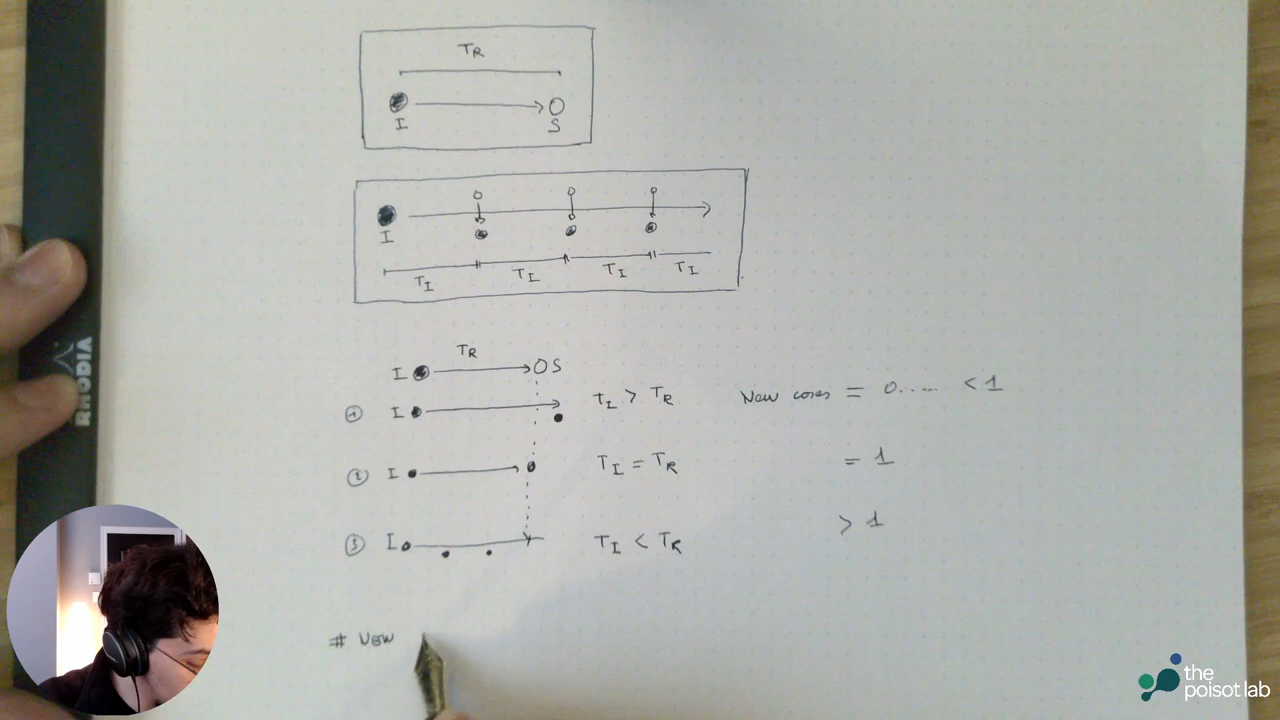 TR
I
S
I
TI TI TI TI
TR
I S
① I TI > TR New cases = 0..... < 1
② I TI = TR = 1
③ I TI < TR > 1
# New
RHODIA
the
poisot lab